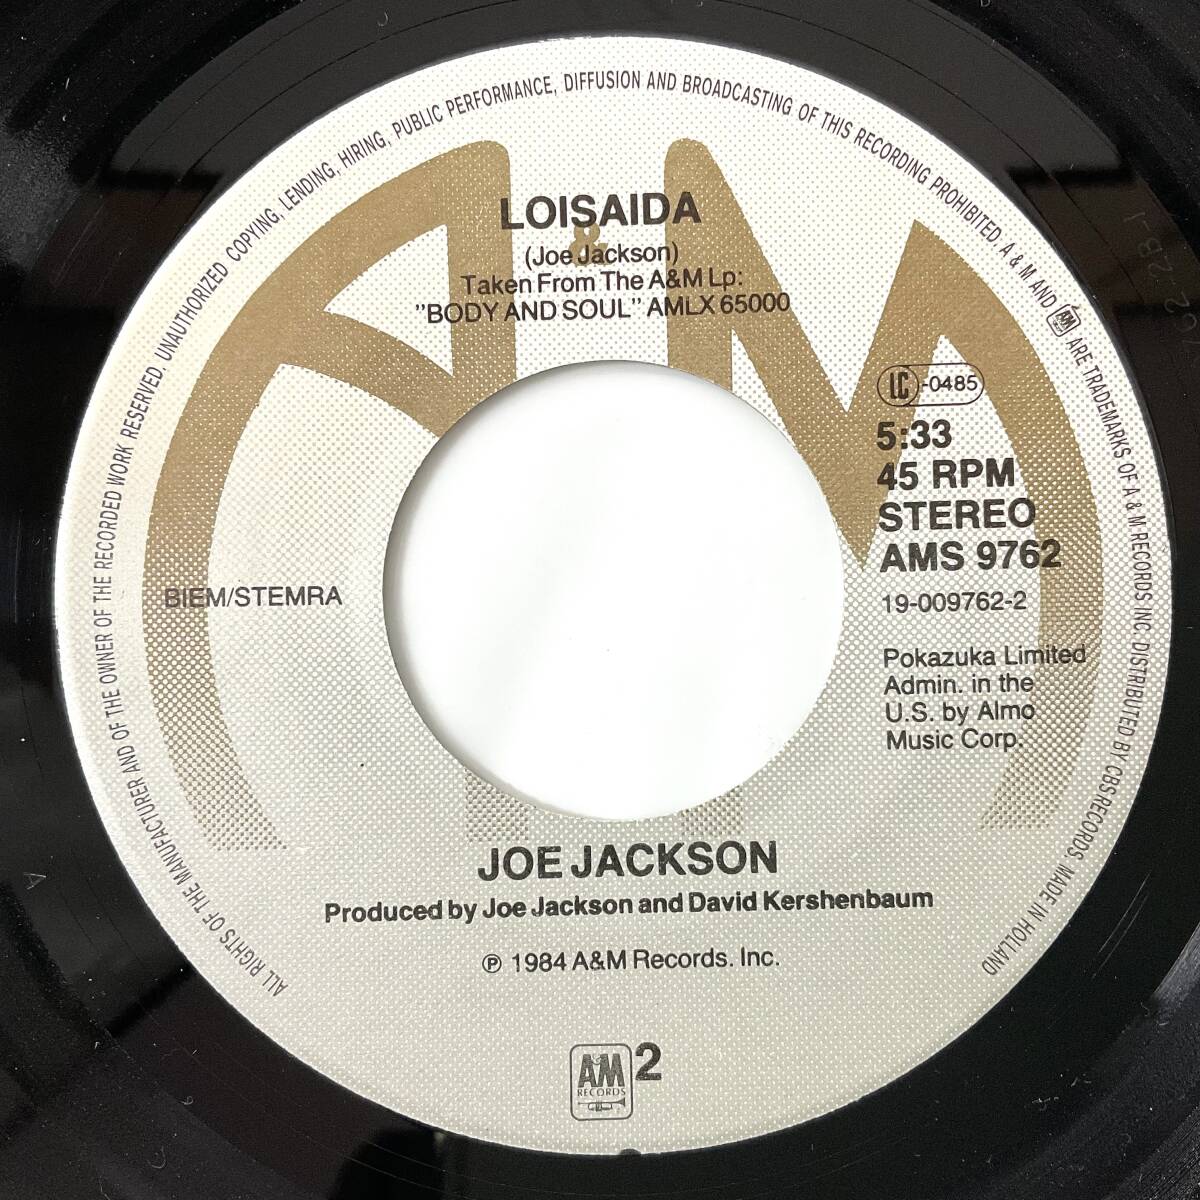 ALL RIGHTS OF THE MANUFACTURER AND OF THE OWNER OF THE RECORDED WORK RESERVED. UNAUTHORIZED COPYING, LENDING, HIRING, PUBLIC PERFORMANCE, DIFFUSION AND BROADCASTING OF THIS RECORDING PROHIBITED. A & M AND AM ARE TRADEMARKS OF A & M RECORDS INC. DISTRIBUTED BY CBS RECORDS. MADE IN HOLLAND
LOISAIDA
&
(Joe Jackson)
Taken From The A&M Lp:
"BODY AND SOUL" AMLX 65000
LC-0485
5:33
45 RPM
STEREO
AMS 9762
19-009762-2
BIEM/STEMRA
Pokazuka Limited
Admin. in the
U.S. by Almo
Music Corp.
JOE JACKSON
Produced by Joe Jackson and David Kershenbaum
℗ 1984 A&M Records. Inc.
A&M 2
RECORDS